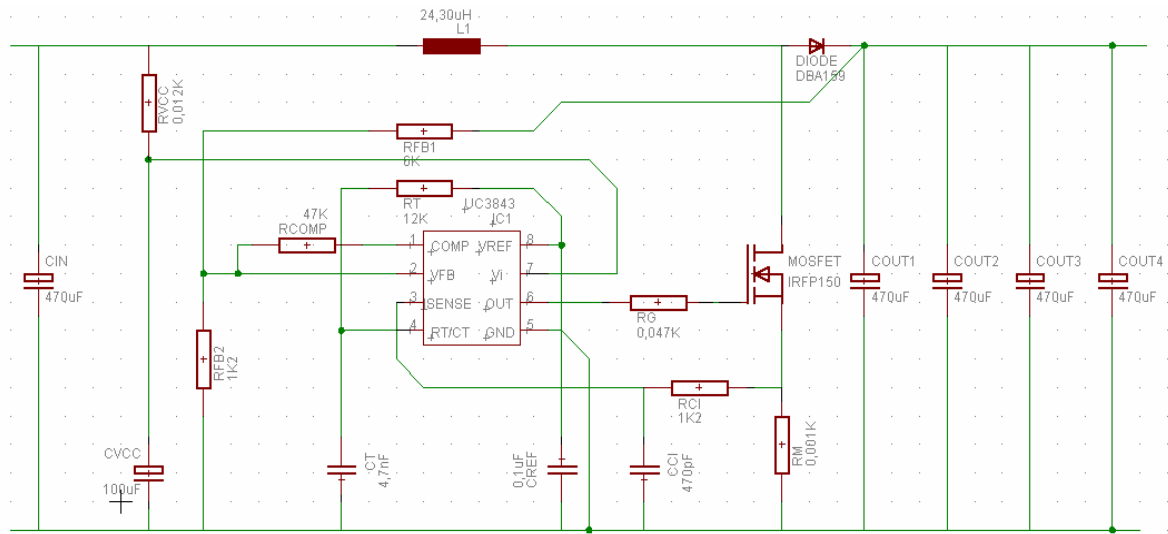 24,30uH
L1
DIODE
DBA159
RVCC
0,012K
RFB1
6K
RT
12K
UC3843
IC1
47K
RCOMP
1 COMP VREF 8
2 VFB Vi 7
3 SENSE OUT 6
4 RT/CT GND 5
CIN
470uF
MOSFET
IRFP150
COUT1
470uF
COUT2
470uF
COUT3
470uF
COUT4
470uF
RG
0,047K
RFB2
1K2
RCI
1K2
RM
0,001K
CVCC
100uF
CT
4,7nF
0,1uF
CREF
CCI
470pF